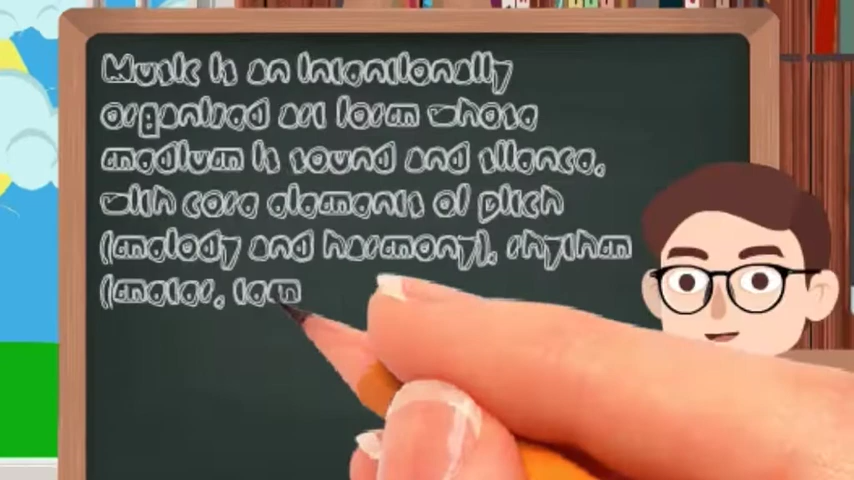 Music is an intentionally
organized art form whose
medium is sound and silence,
with core elements of pitch
(melody and harmony), rhythm
(meter,